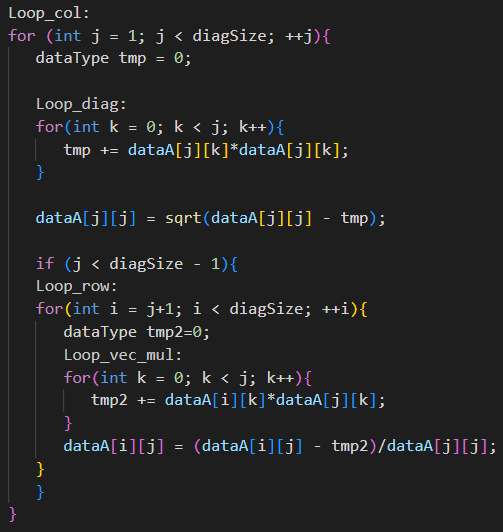 Loop_col:
for (int j = 1; j < diagSize; ++j){
dataType tmp = 0;
Loop_diag:
for(int k = 0; k < j; k++){
tmp += dataA[j][k]*dataA[j][k];
}
dataA[j][j] = sqrt(dataA[j][j] - tmp);
if (j < diagSize - 1){
Loop_row:
for(int i = j+1; i < diagSize; ++i){
dataType tmp2=0;
Loop_vec_mul:
for(int k = 0; k < j; k++){
tmp2 += dataA[i][k]*dataA[j][k];
}
dataA[i][j] = (dataA[i][j] - tmp2)/dataA[j][j];
}
}
}